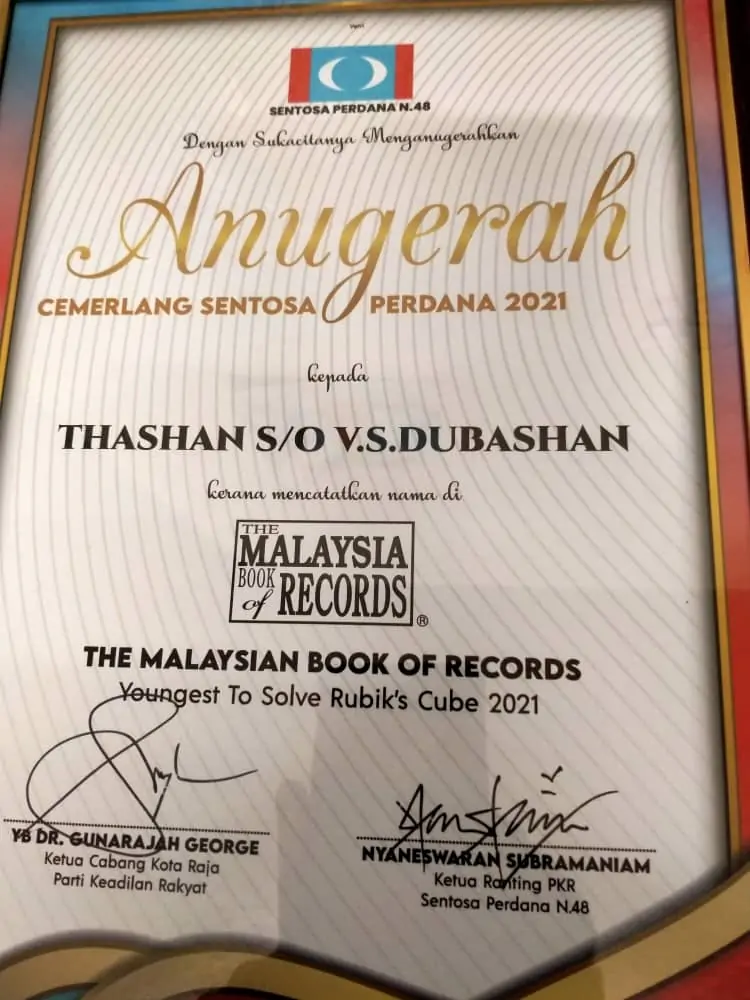 SENTOSA PERDANA N.48
Dengan Sukacitanya Menganugerahkan
Anugerah
CEMERLANG SENTOSA PERDANA 2021
kepada
THASHAN S/O V.S.DUBASHAN
kerana mencatatkan nama di
THE
MALAYSIA
BOOK
of RECORDS®
THE MALAYSIAN BOOK OF RECORDS
Youngest To Solve Rubik's Cube 2021
YB DR. GUNARAJAH GEORGE
Ketua Cabang Kota Raja
Parti Keadilan Rakyat
NYANESWARAN SUBRAMANIAM
Ketua Ranting PKR
Sentosa Perdana N.48